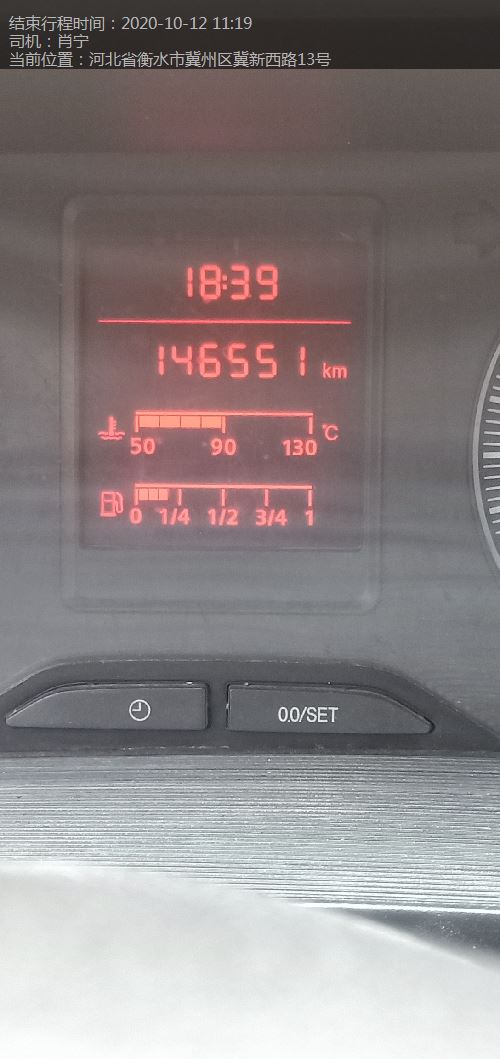 结束行程时间：2020-10-12 11:19
司机：肖宁
当前位置：河北省衡水市冀州区冀新西路13号
18:39
146551 km
℃
50 90 130
0 1/4 1/2 3/4 1
0.0/SET